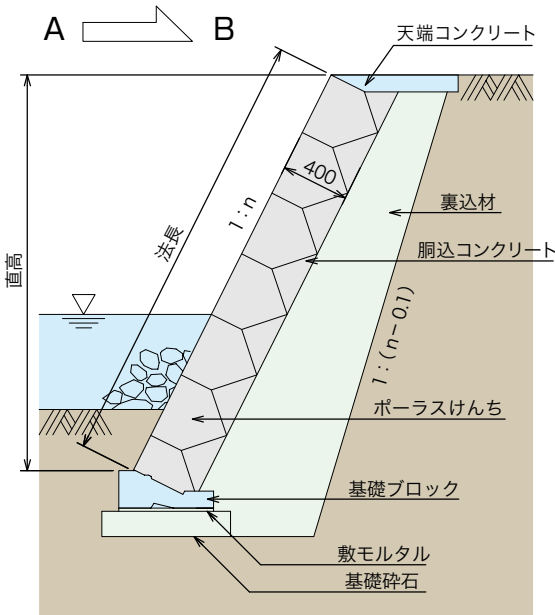 A B
天端コンクリート
400
裏込材
法長
1:n
胴込コンクリート
直高
1:(n-0.1)
ポーラスけんち
基礎ブロック
敷モルタル
基礎砕石